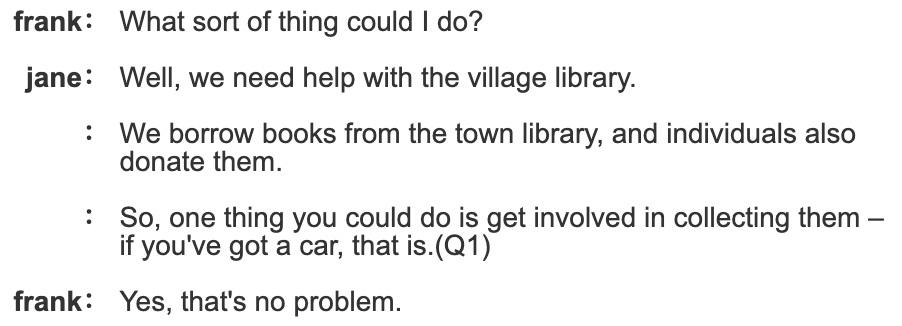 frank: What sort of thing could I do?
jane: Well, we need help with the village library.
: We borrow books from the town library, and individuals also
donate them.
: So, one thing you could do is get involved in collecting them –
if you've got a car, that is.(Q1)
frank: Yes, that's no problem.